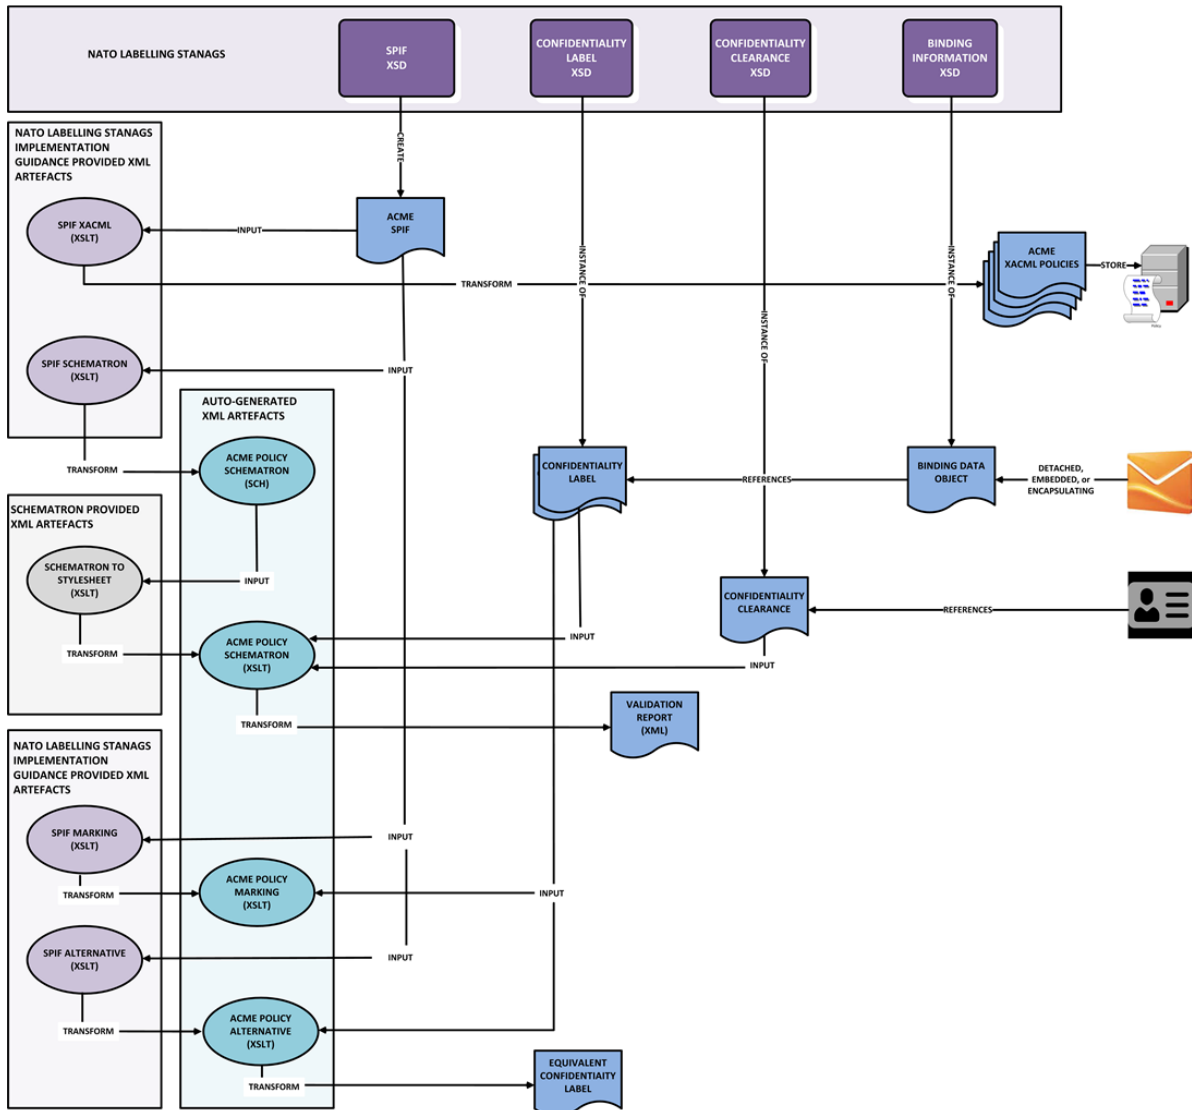 NATO LABELLING STANAGS
SPIF
XSD
CONFIDENTIALITY
LABEL
XSD
CONFIDENTIALITY
CLEARANCE
XSD
BINDING
INFORMATION
XSD
NATO LABELLING STANAGS
IMPLEMENTATION
GUIDANCE PROVIDED XML
ARTEFACTS
CREATE
SPIF XACML
(XSLT)
INPUT
ACME
SPIF
INSTANCE OF
INSTANCE OF
INSTANCE OF
ACME
XACML POLICIES
STORE
TRANSFORM
SPIF SCHEMATRON
(XSLT)
INPUT
AUTO-GENERATED
XML ARTEFACTS
TRANSFORM
ACME POLICY
SCHEMATRON
(SCH)
CONFIDENTIALITY
LABEL
REFERENCES
BINDING DATA
OBJECT
DETACHED,
EMBEDDED, or
ENCAPSULATING
SCHEMATRON PROVIDED
XML ARTEFACTS
SCHEMATRON TO
STYLESHEET
(XSLT)
INPUT
CONFIDENTIALITY
CLEARANCE
REFERENCES
TRANSFORM
ACME POLICY
SCHEMATRON
(XSLT)
INPUT
INPUT
TRANSFORM
VALIDATION
REPORT
(XML)
NATO LABELLING STANAGS
IMPLEMENTATION
GUIDANCE PROVIDED XML
ARTEFACTS
SPIF MARKING
(XSLT)
INPUT
TRANSFORM
ACME POLICY
MARKING
(XSLT)
INPUT
SPIF ALTERNATIVE
(XSLT)
INPUT
TRANSFORM
ACME POLICY
ALTERNATIVE
(XSLT)
TRANSFORM
EQUIVALENT
CONFIDENTIAITY
LABEL